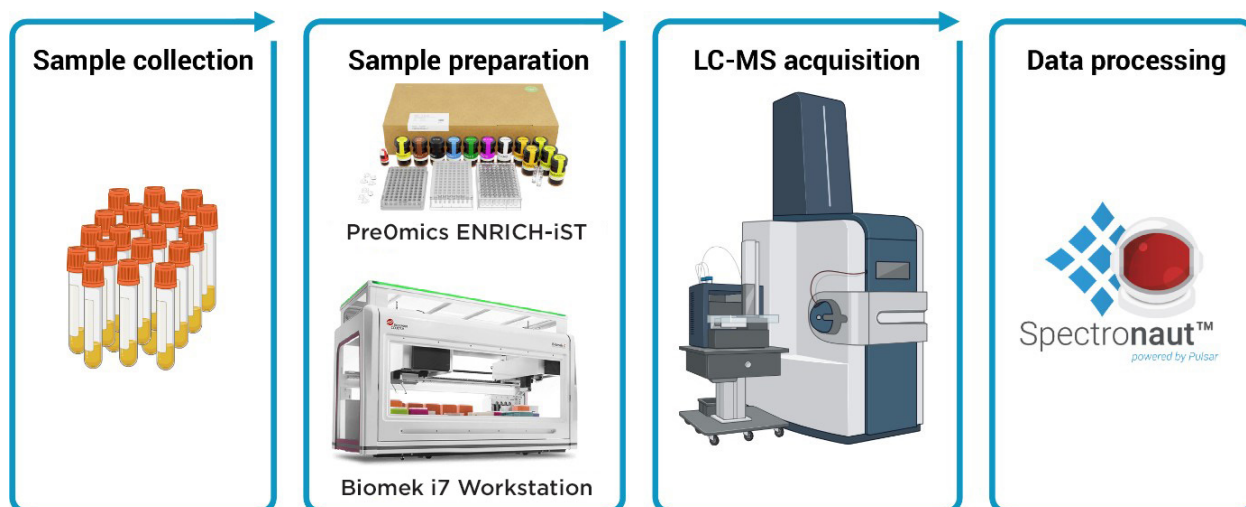 Sample collection
Sample preparation
PreOmics ENRICH-iST
Biomek i7 Workstation
LC-MS acquisition
Data processing
Spectronaut™
powered by Pulsar